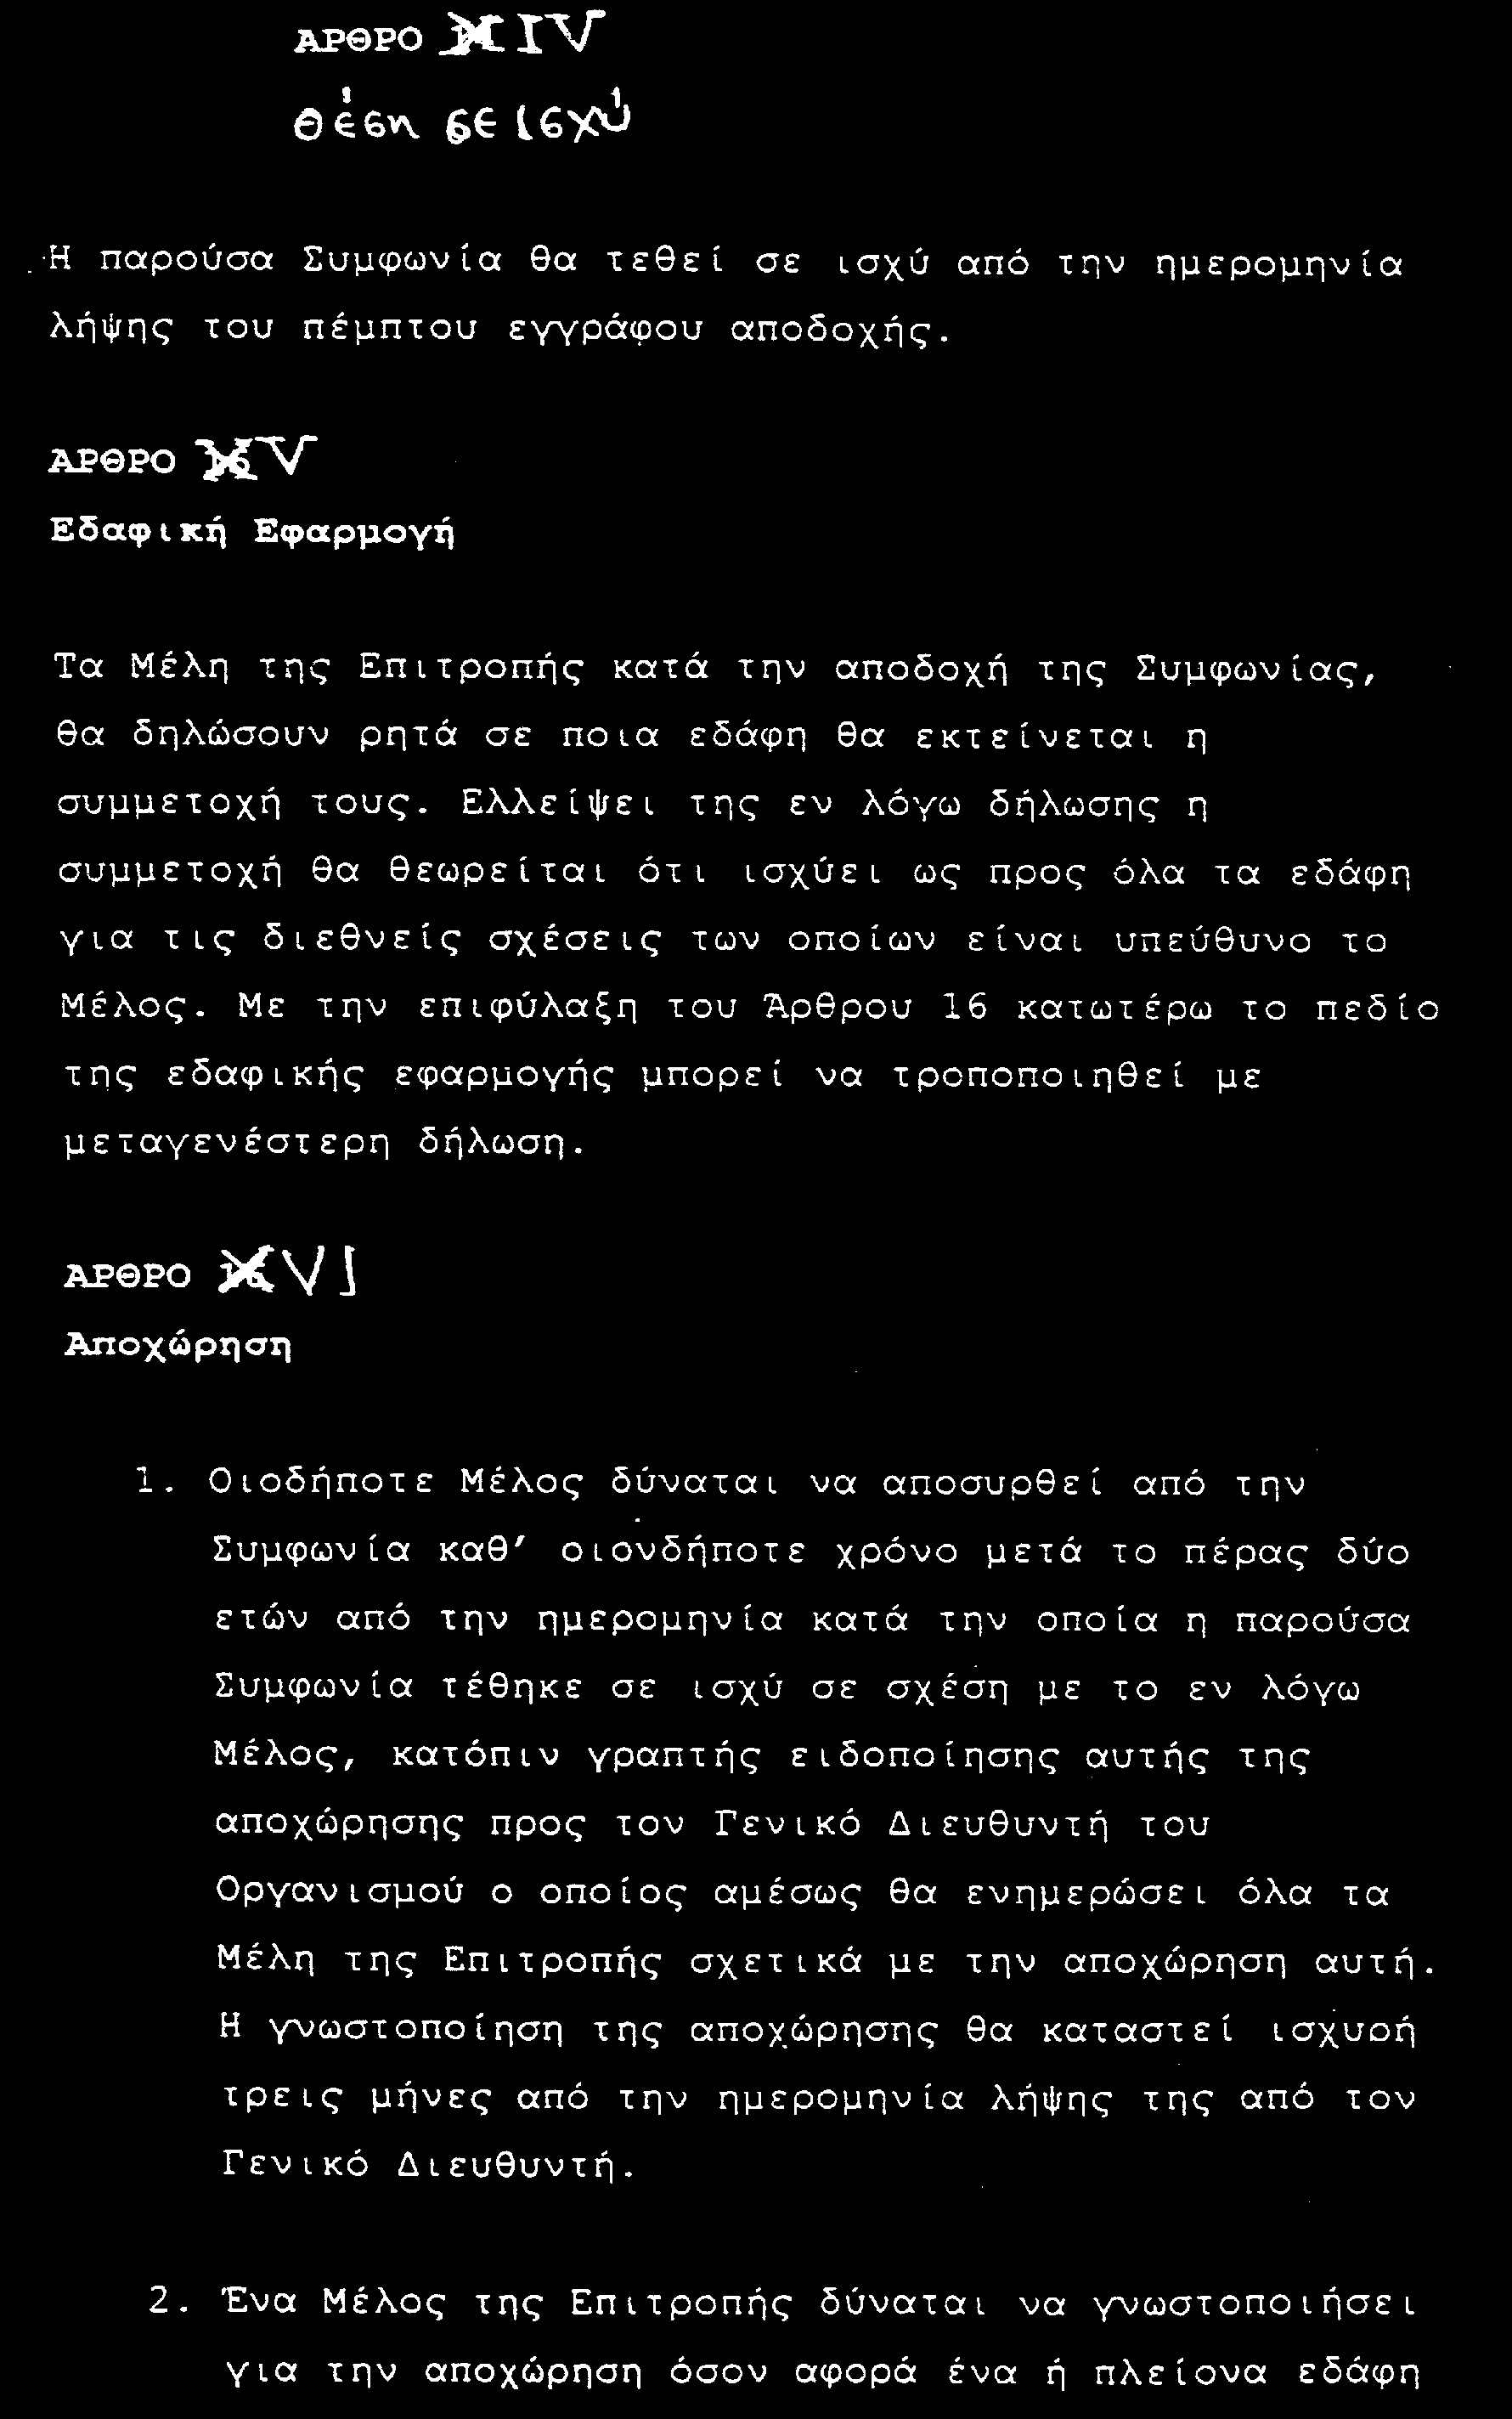 ΑΡΘΡΟ XIV
Θέση σε ισχύ
Η παρούσα Συμφωνία θα τεθεί σε ισχύ από την ημερομηνία
λήψης του πέμπτου εγγράφου αποδοχής.
ΑΡΘΡΟ XV
Εδαφική Εφαρμογή
Τα Μέλη της Επιτροπής κατά την αποδοχή της Συμφωνίας,
θα δηλώσουν ρητά σε ποια εδάφη θα εκτείνεται η
συμμετοχή τους. Ελλείψει της εν λόγω δήλωσης η
συμμετοχή θα θεωρείται ότι ισχύει ως προς όλα τα εδάφη
για τις διεθνείς σχέσεις των οποίων είναι υπεύθυνο το
Μέλος. Με την επιφύλαξη του Άρθρου 16 κατωτέρω το πεδίο
της εδαφικής εφαρμογής μπορεί να τροποποιηθεί με
μεταγενέστερη δήλωση.
ΑΡΘΡΟ XVI
Αποχώρηση
1. Οιοδήποτε Μέλος δύναται να αποσυρθεί από την
Συμφωνία καθ' οιονδήποτε χρόνο μετά το πέρας δύο
ετών από την ημερομηνία κατά την οποία η παρούσα
Συμφωνία τέθηκε σε ισχύ σε σχέση με το εν λόγω
Μέλος, κατόπιν γραπτής ειδοποίησης αυτής της
αποχώρησης προς τον Γενικό Διευθυντή του
Οργανισμού ο οποίος αμέσως θα ενημερώσει όλα τα
Μέλη της Επιτροπής σχετικά με την αποχώρηση αυτή.
Η γνωστοποίηση της αποχώρησης θα καταστεί ισχυρή
τρεις μήνες από την ημερομηνία λήψης της από τον
Γενικό Διευθυντή.
2. Ένα Μέλος της Επιτροπής δύναται να γνωστοποιήσει
για την αποχώρηση όσον αφορά ένα ή πλείονα εδάφη